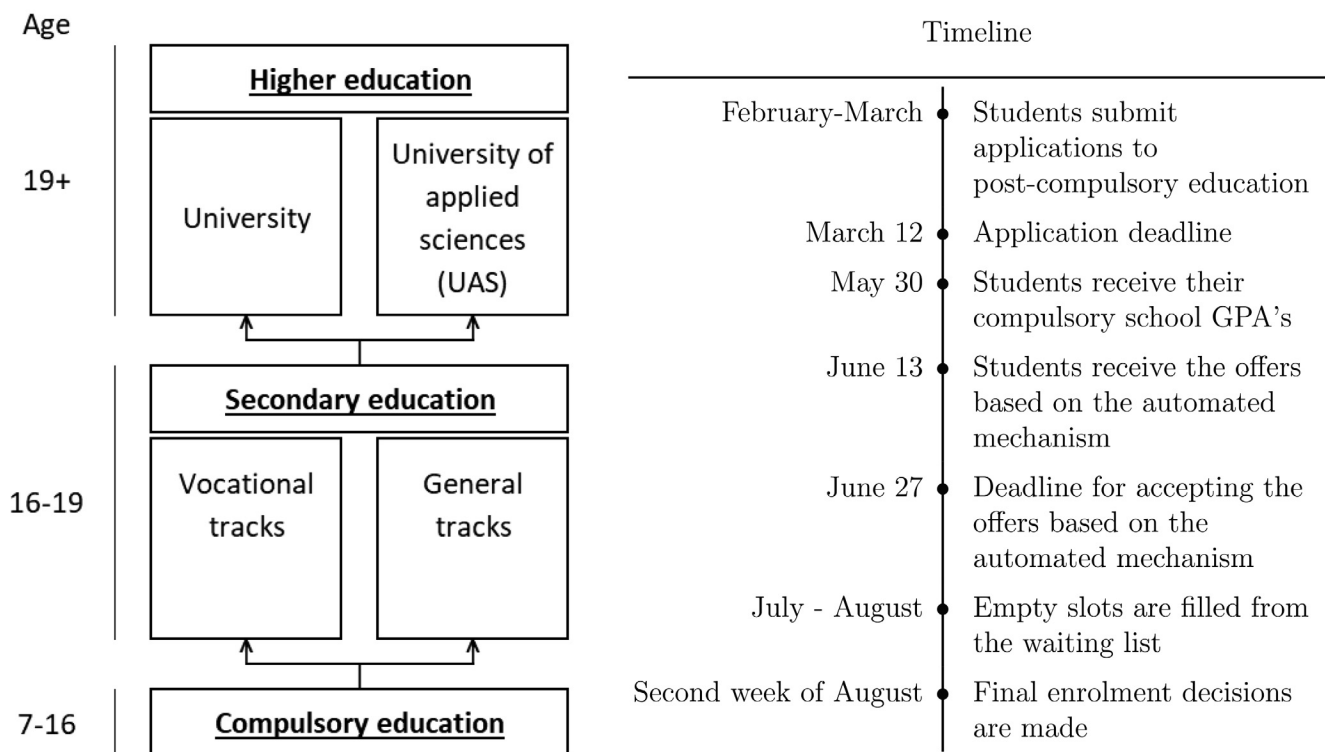 Age
Higher education
19+
University
University of
applied
sciences
(UAS)
Secondary education
16-19
Vocational
tracks
General
tracks
7-16
Compulsory education
Timeline
February-March
Students submit
applications to
post-compulsory education
March 12
Application deadline
May 30
Students receive their
compulsory school GPA's
June 13
Students receive the offers
based on the automated
mechanism
June 27
Deadline for accepting the
offers based on the
automated mechanism
July - August
Empty slots are filled from
the waiting list
Second week of August
Final enrolment decisions
are made